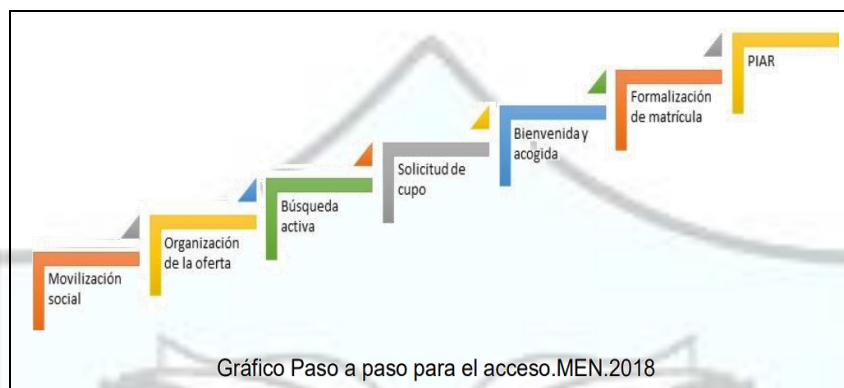 Movilización
social
Organización
de la oferta
Búsqueda
activa
Solicitud de
cupo
Bienvenida y
acogida
Formalización
de matrícula
PIAR
Gráfico Paso a paso para el acceso.MEN.2018